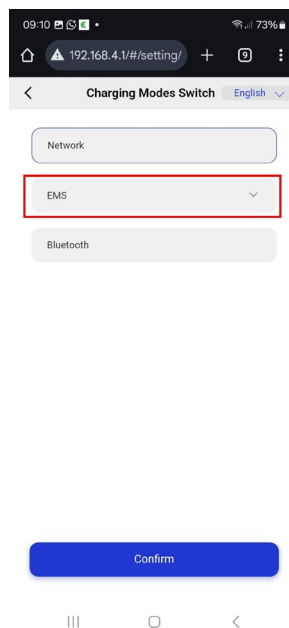 09:10 73%
192.168.4.1/#/setting/ 9
Charging Modes Switch English
Network
EMS
Bluetooth
Confirm